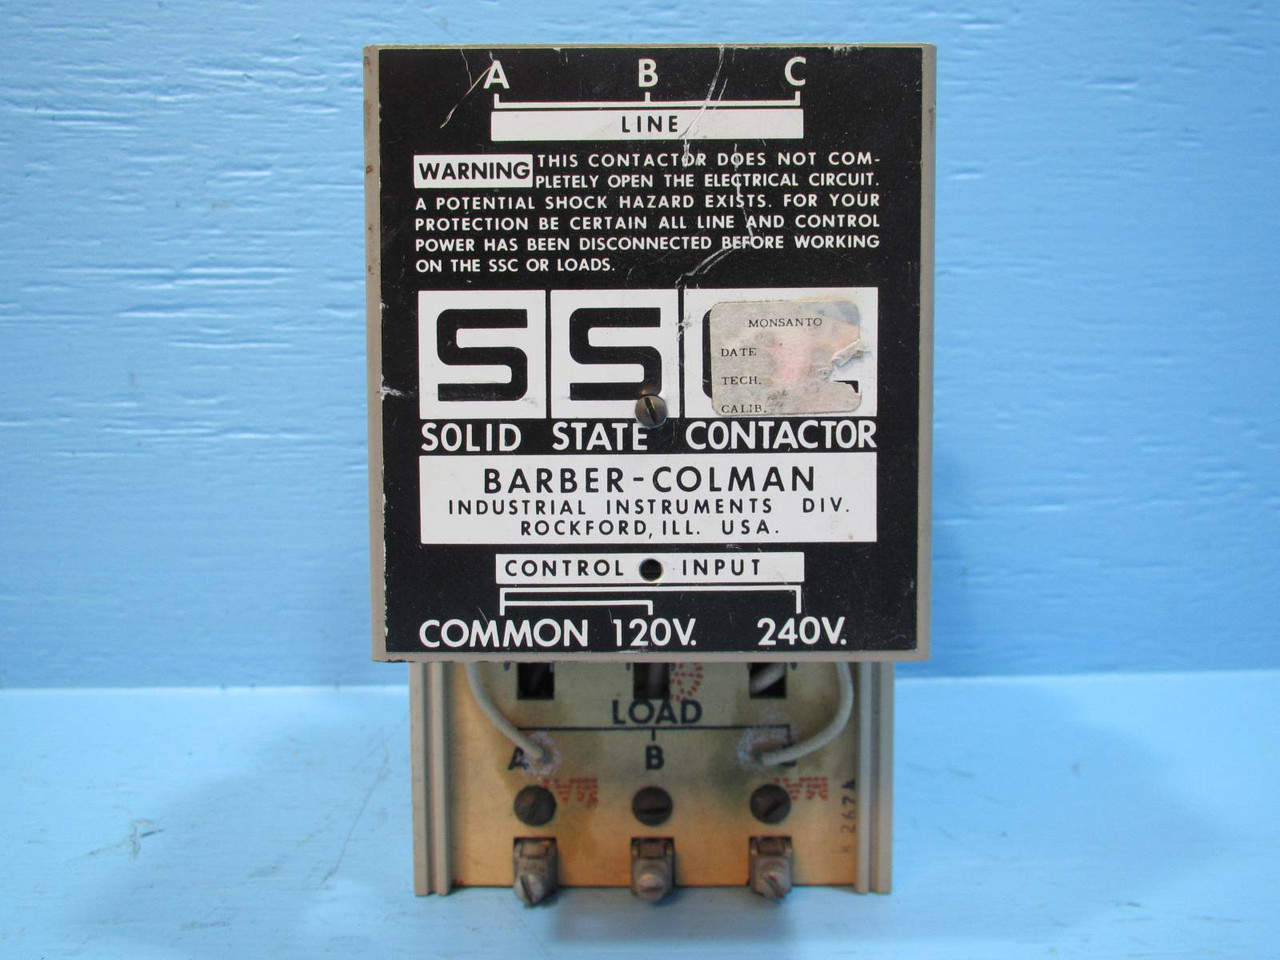 A B C
LINE
WARNING THIS CONTACTOR DOES NOT COM-
PLETELY OPEN THE ELECTRICAL CIRCUIT.
A POTENTIAL SHOCK HAZARD EXISTS. FOR YOUR
PROTECTION BE CERTAIN ALL LINE AND CONTROL
POWER HAS BEEN DISCONNECTED BEFORE WORKING
ON THE SSC OR LOADS.
SS
MONSANTO
DATE
TECH.
CALIB.
SOLID STATE CONTACTOR
BARBER-COLMAN
INDUSTRIAL INSTRUMENTS DIV.
ROCKFORD, ILL. USA.
CONTROL INPUT
COMMON 120V. 240V.
LOAD
A B